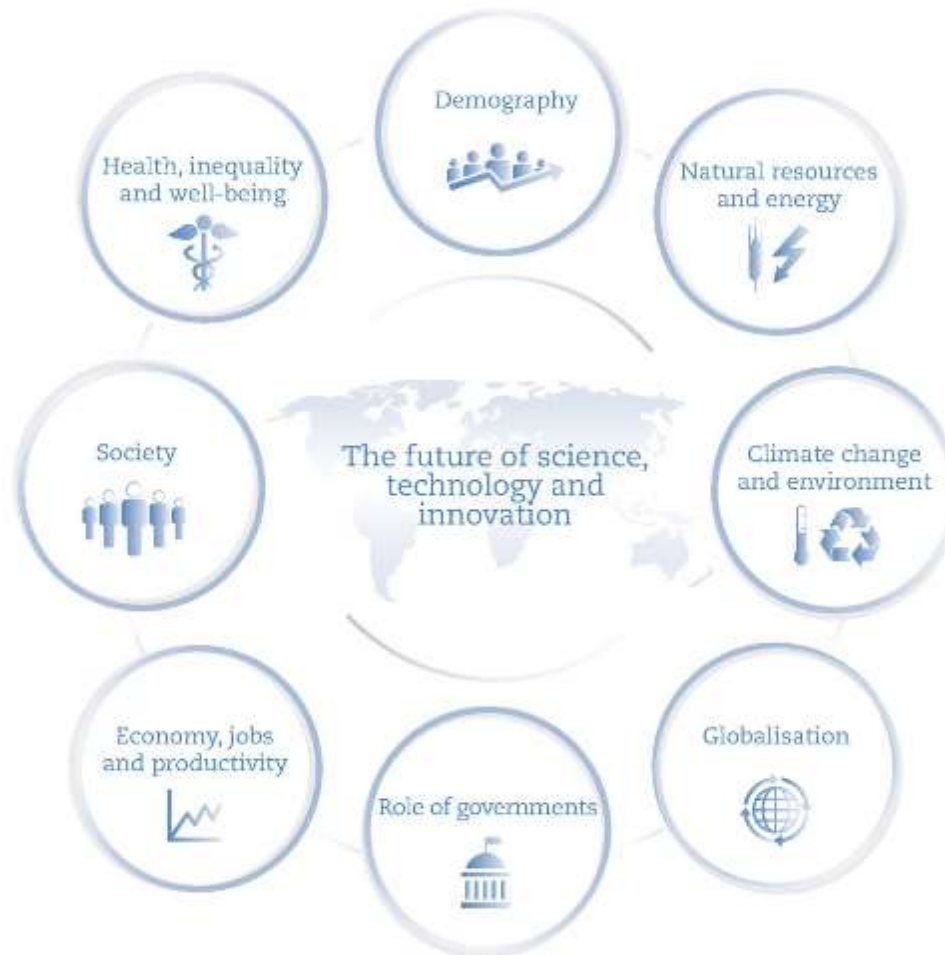 Demography
Health, inequality
and well-being
Natural resources
and energy
Society
The future of science,
technology and
innovation
Climate change
and environment
Economy, jobs
and productivity
Globalisation
Role of governments